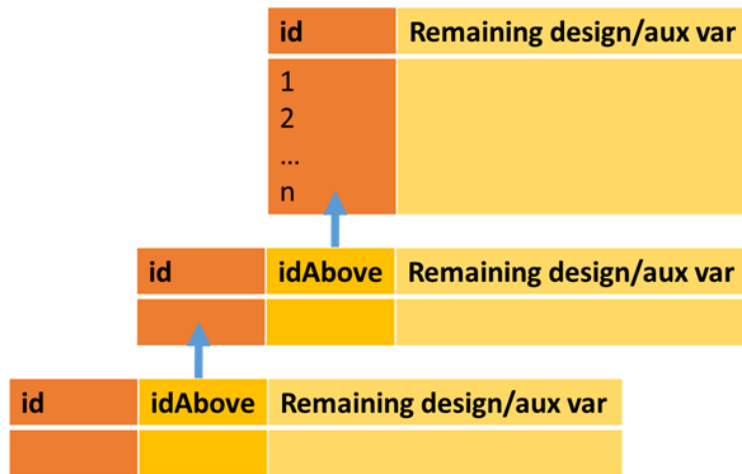 id Remaining design/aux var
1
2
...
n
id idAbove Remaining design/aux var
id idAbove Remaining design/aux var